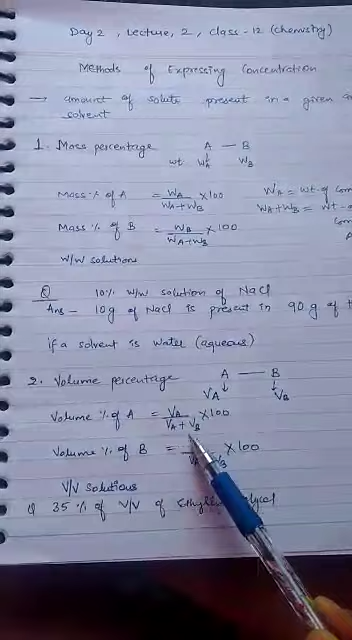 Day 2, Lecture, 2, Class-12 (Chemistry)
Methods of Expressing Concentration
→ amount of solute present in a given
solvent
1. Mass percentage A — B
wt. WA WB
Mass % of A = WA/WA+WB × 100 WA = wt. of
Mass % of B = WB/WA+WB × 100 WA+WB = wt.
W/W solutions
Q 10% W/W solution of NaCl
Ans - 10g of NaCl is present in 90g of
if a solvent is water (aqueous)
2. Volume percentage A — B
VA VB
Volume % of A = VA/VA+VB × 100
Volume % of B = × 100
V/V Solutions
Q 35% of V/V of